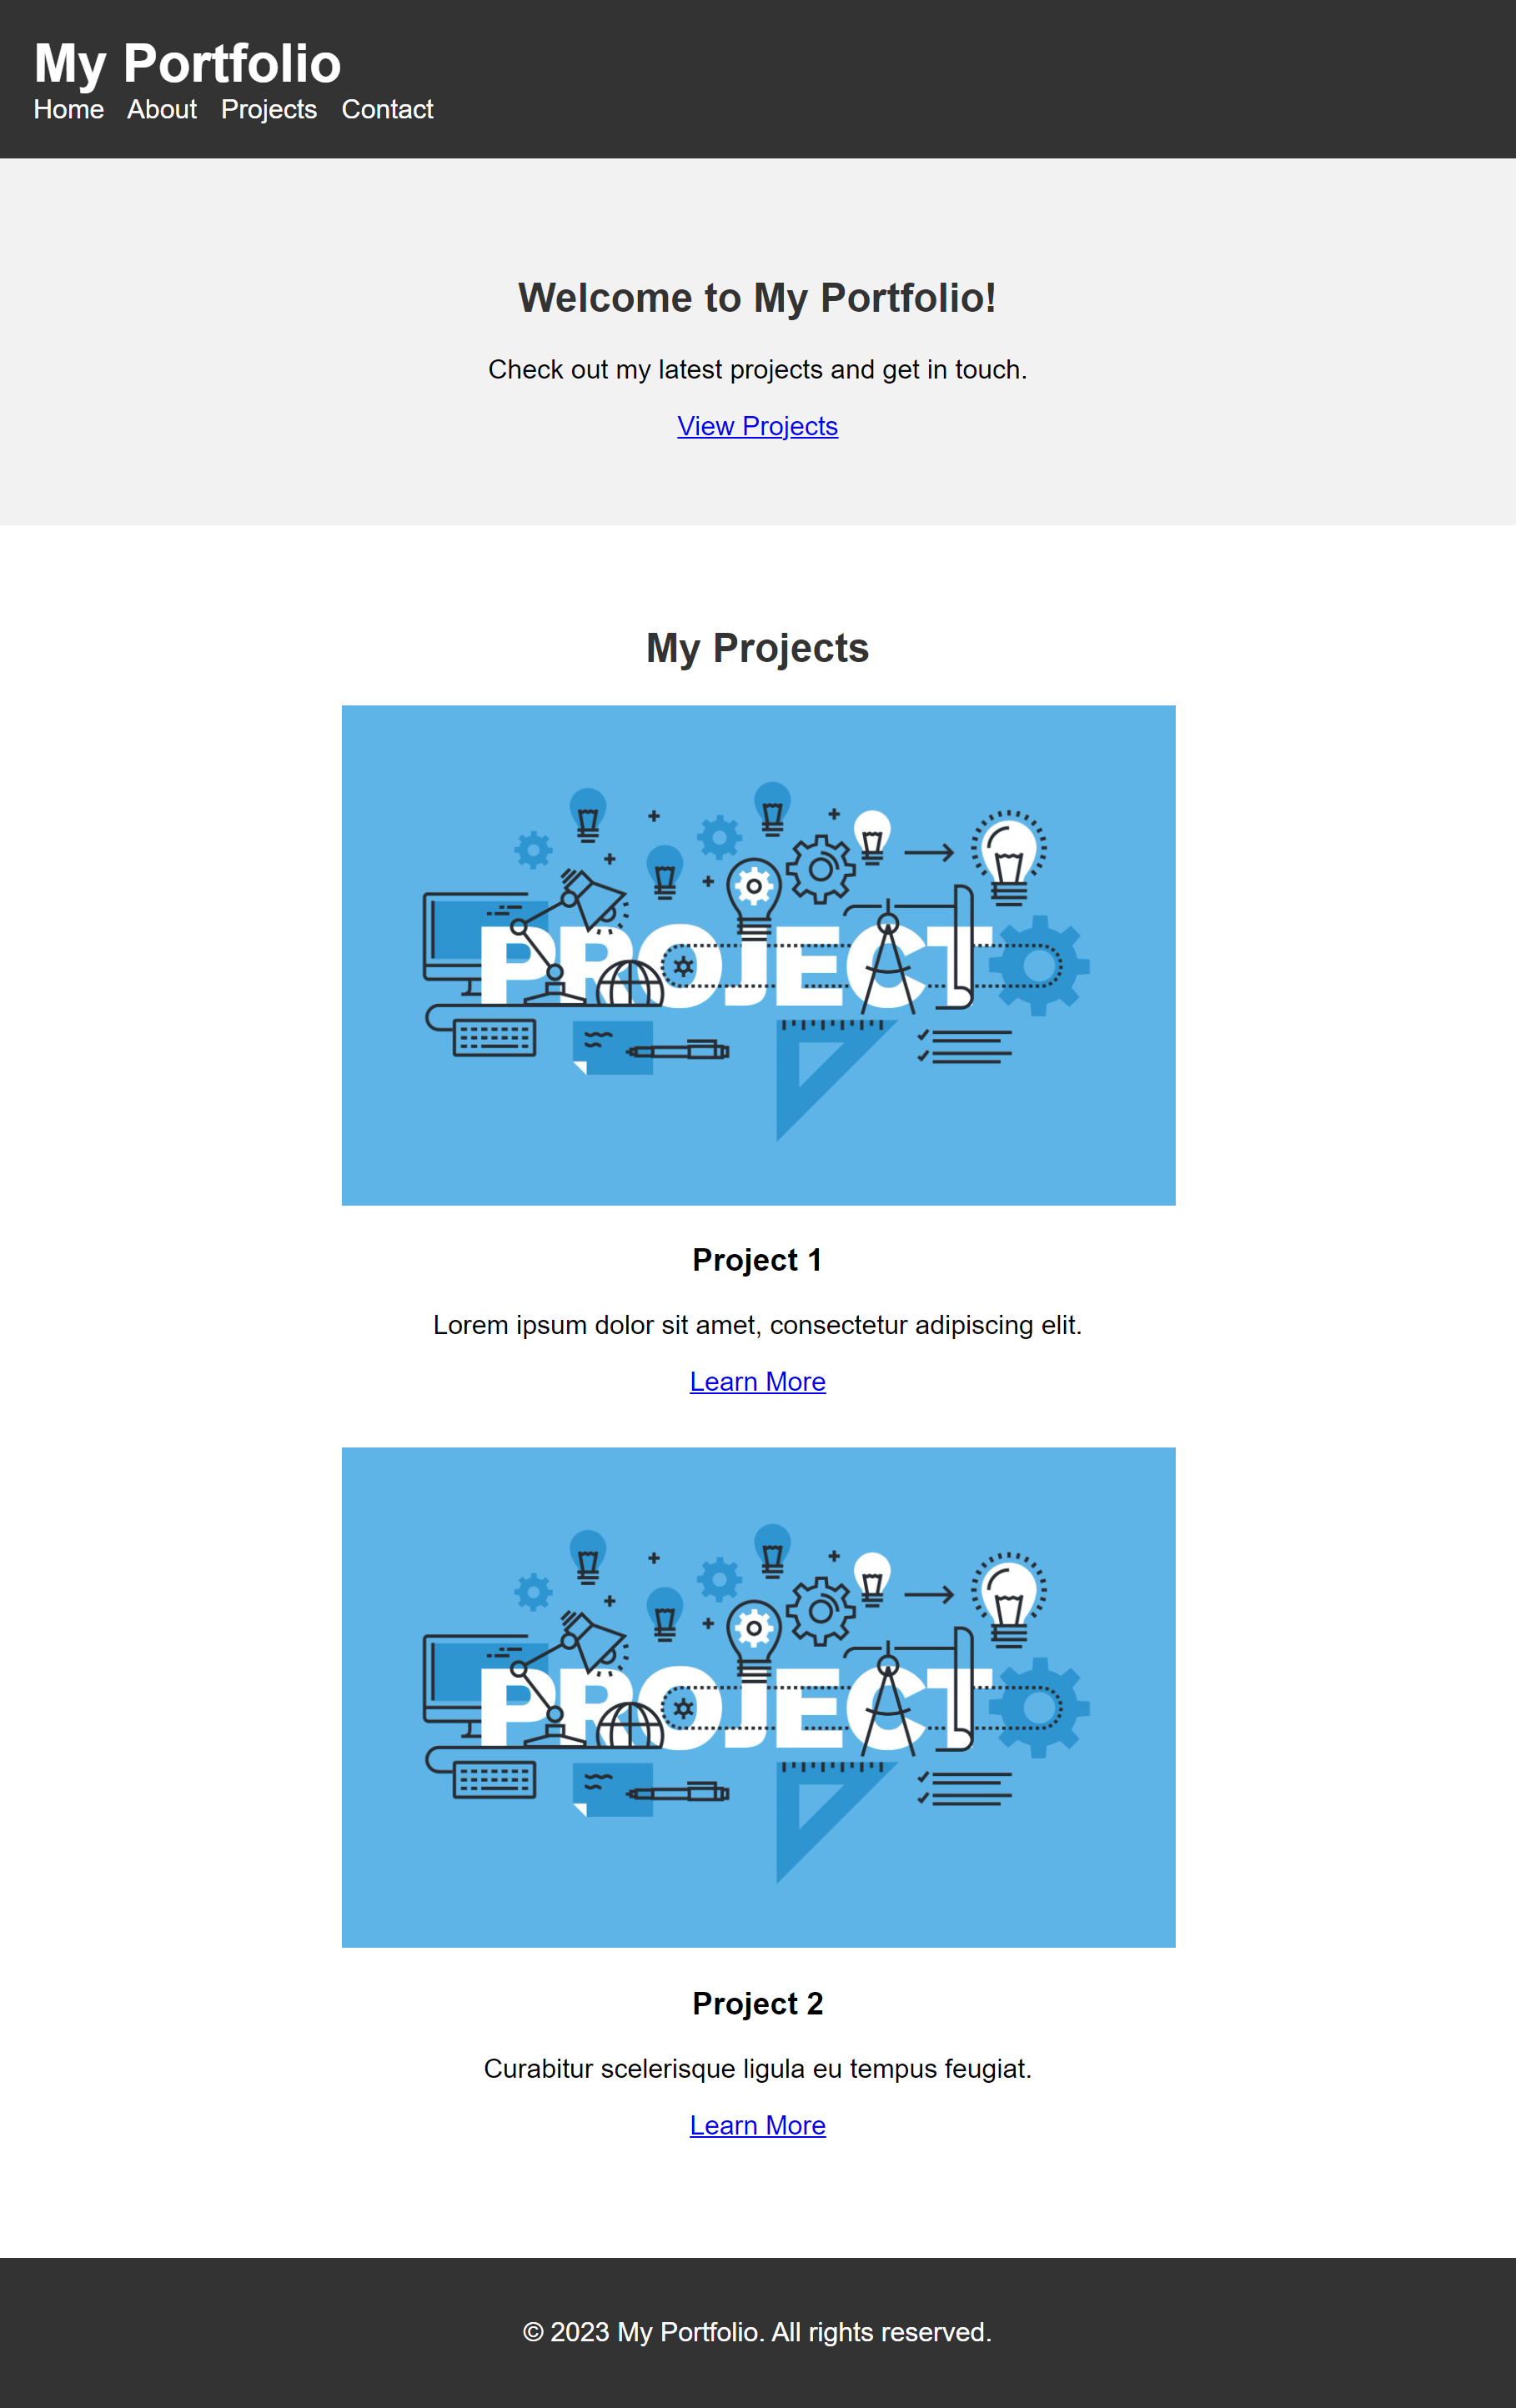 My Portfolio
Home About Projects Contact
Welcome to My Portfolio!
Check out my latest projects and get in touch.
View Projects
My Projects
PROJECT
Project 1
Lorem ipsum dolor sit amet, consectetur adipiscing elit.
Learn More
PROJECT
Project 2
Curabitur scelerisque ligula eu tempus feugiat.
Learn More
© 2023 My Portfolio. All rights reserved.